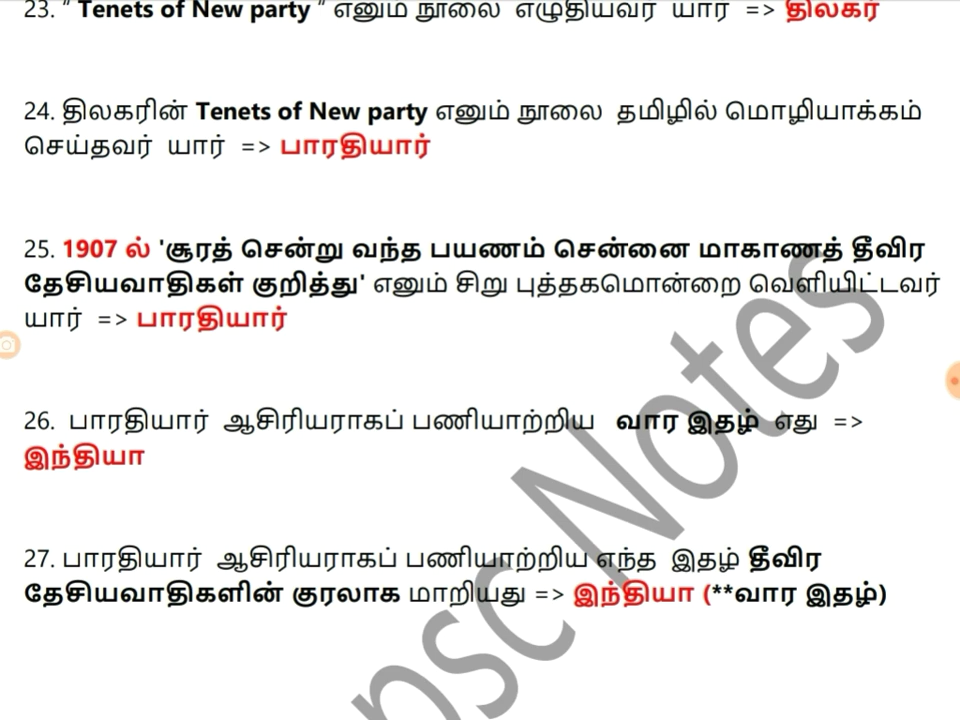 23. " Tenets of New party " எனும் நூலை எழுதியவர் யார் => திலகர்
24. திலகரின் Tenets of New party எனும் நூலை தமிழில் மொழியாக்கம்
செய்தவர் யார் => பாரதியார்
25. 1907 ல் 'சூரத் சென்று வந்த பயணம் சென்னை மாகாணத் தீவிர
தேசியவாதிகள் குறித்து' எனும் சிறு புத்தகமொன்றை வெளியிட்டவர்
யார் => பாரதியார்
26. பாரதியார் ஆசிரியராகப் பணியாற்றிய வார இதழ் எது =>
இந்தியா
27. பாரதியார் ஆசிரியராகப் பணியாற்றிய எந்த இதழ் தீவிர
தேசியவாதிகளின் குரலாக மாறியது => இந்தியா (**வார இதழ்)
psc Notes